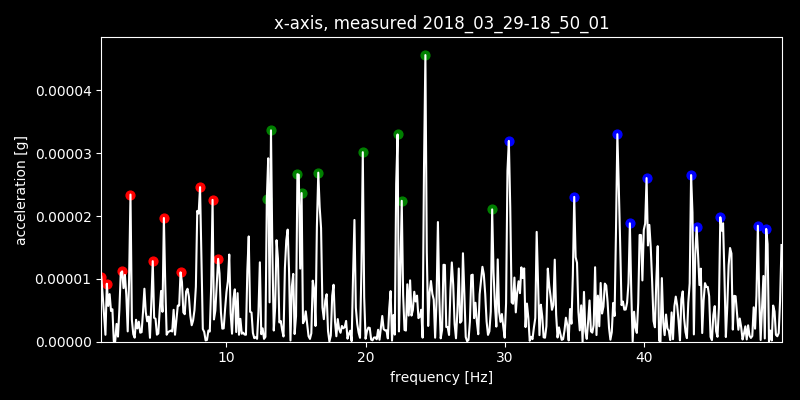 x-axis, measured 2018_03_29-18_50_01
acceleration [g]
0.00004
0.00003
0.00002
0.00001
0.00000
10 20 30 40
frequency [Hz]